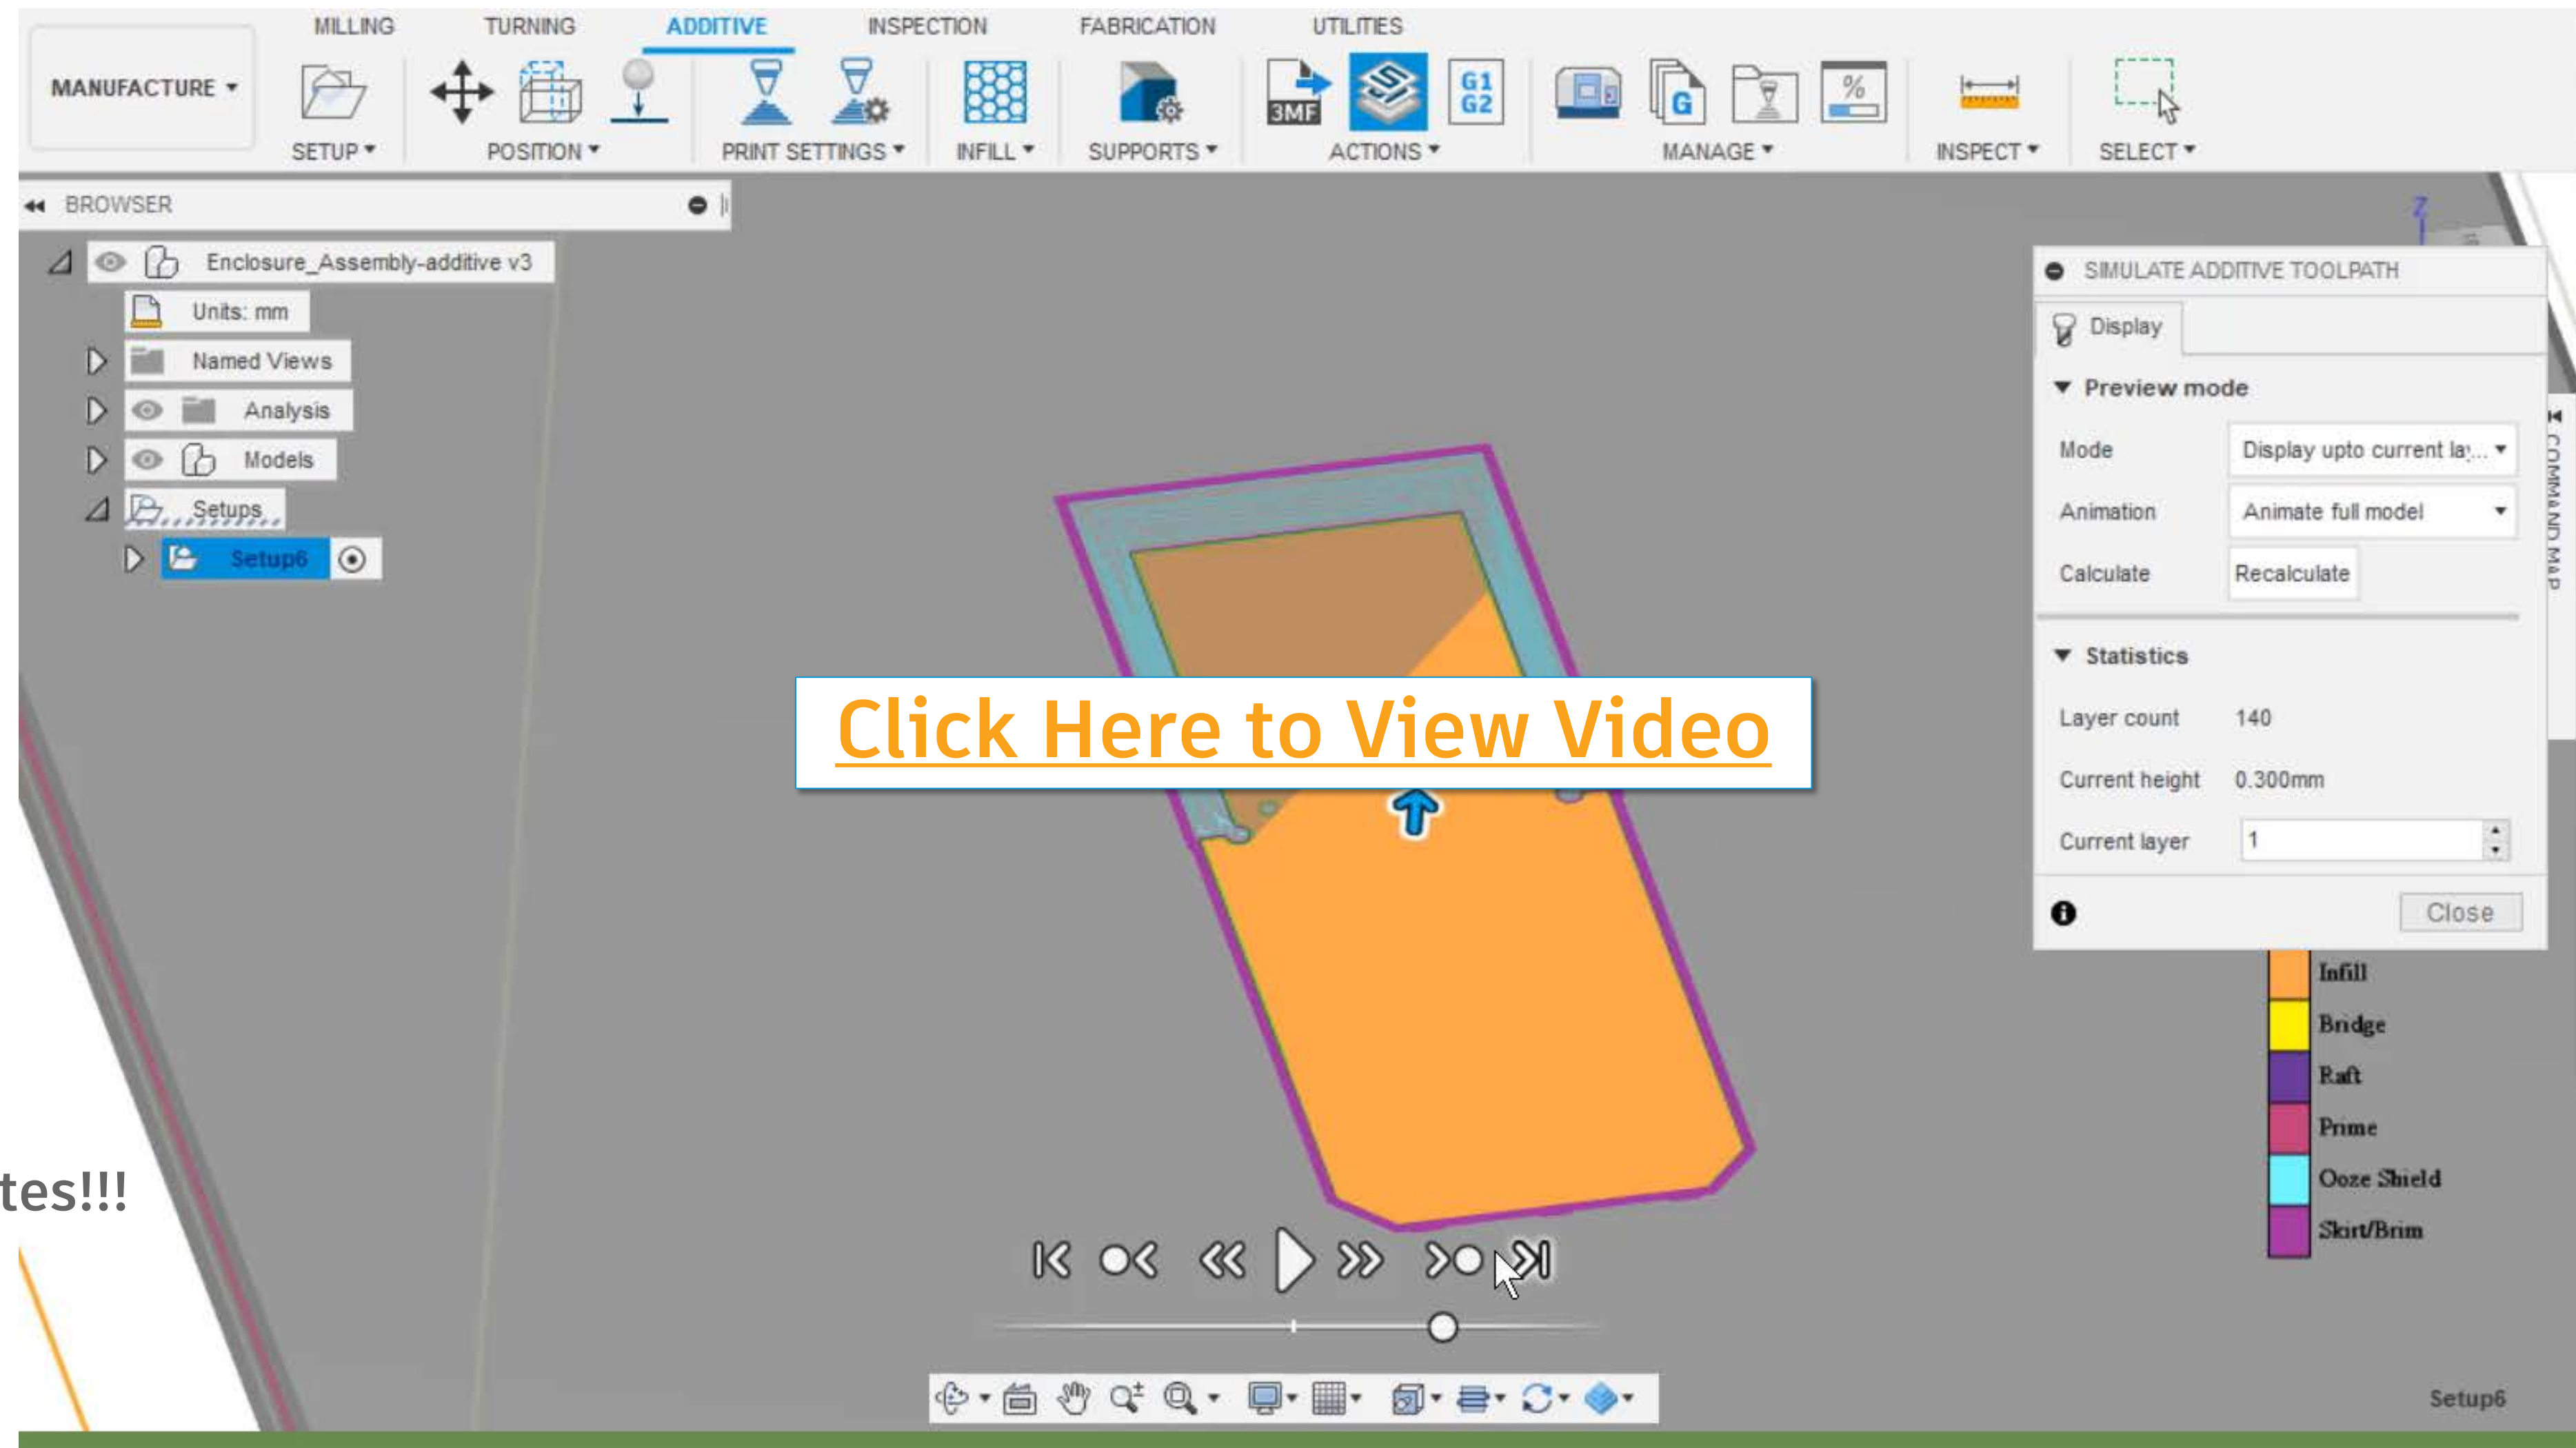 MILLING TURNING ADDITIVE INSPECTION FABRICATION UTILITIES
MANUFACTURE
3MF G1 G2 G %
SETUP POSITION PRINT SETTINGS INFILL SUPPORTS ACTIONS MANAGE INSPECT SELECT
BROWSER
Enclosure_Assembly-additive v3
Units: mm
Named Views
Analysis
Models
Setups
Setup6
Z
SIMULATE ADDITIVE TOOLPATH
Display
Preview mode
Mode Display upto current lay...
Animation Animate full model
Calculate Recalculate
Statistics
Layer count 140
Current height 0.300mm
Current layer 1
Close
COMMAND MAP
Click Here to View Video
Infill
Bridge
Raft
Prime
Ooze Shield
Skirt/Brim
tes!!!
Setup6